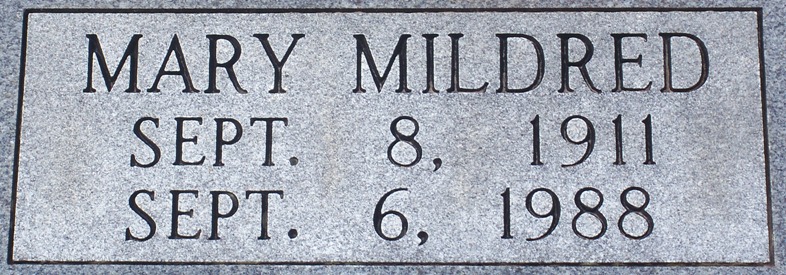 MARY MILDRED
SEPT. 8, 1911
SEPT. 6, 1988